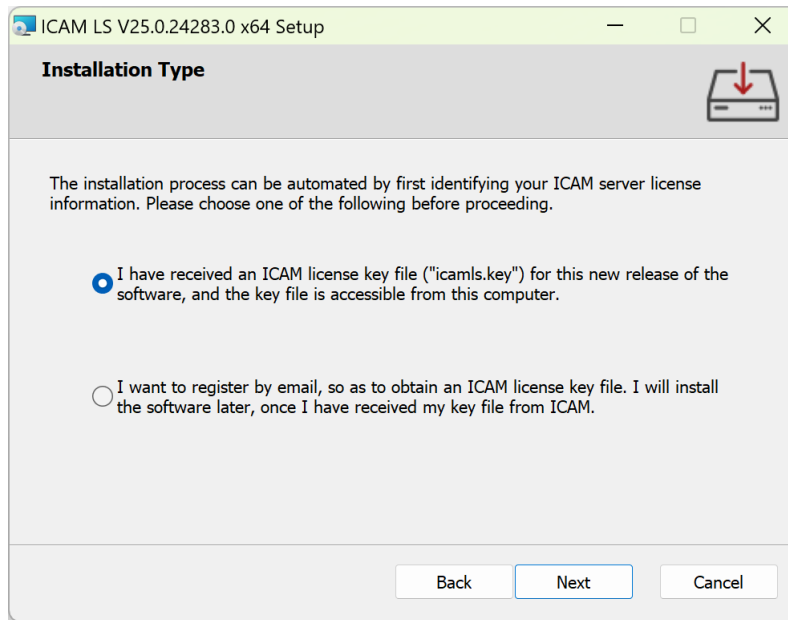 ICAM LS V25.0.24283.0 x64 Setup
Installation Type
The installation process can be automated by first identifying your ICAM server license
information. Please choose one of the following before proceeding.
I have received an ICAM license key file ("icamls.key") for this new release of the
software, and the key file is accessible from this computer.
I want to register by email, so as to obtain an ICAM license key file. I will install
the software later, once I have received my key file from ICAM.
Back
Next
Cancel